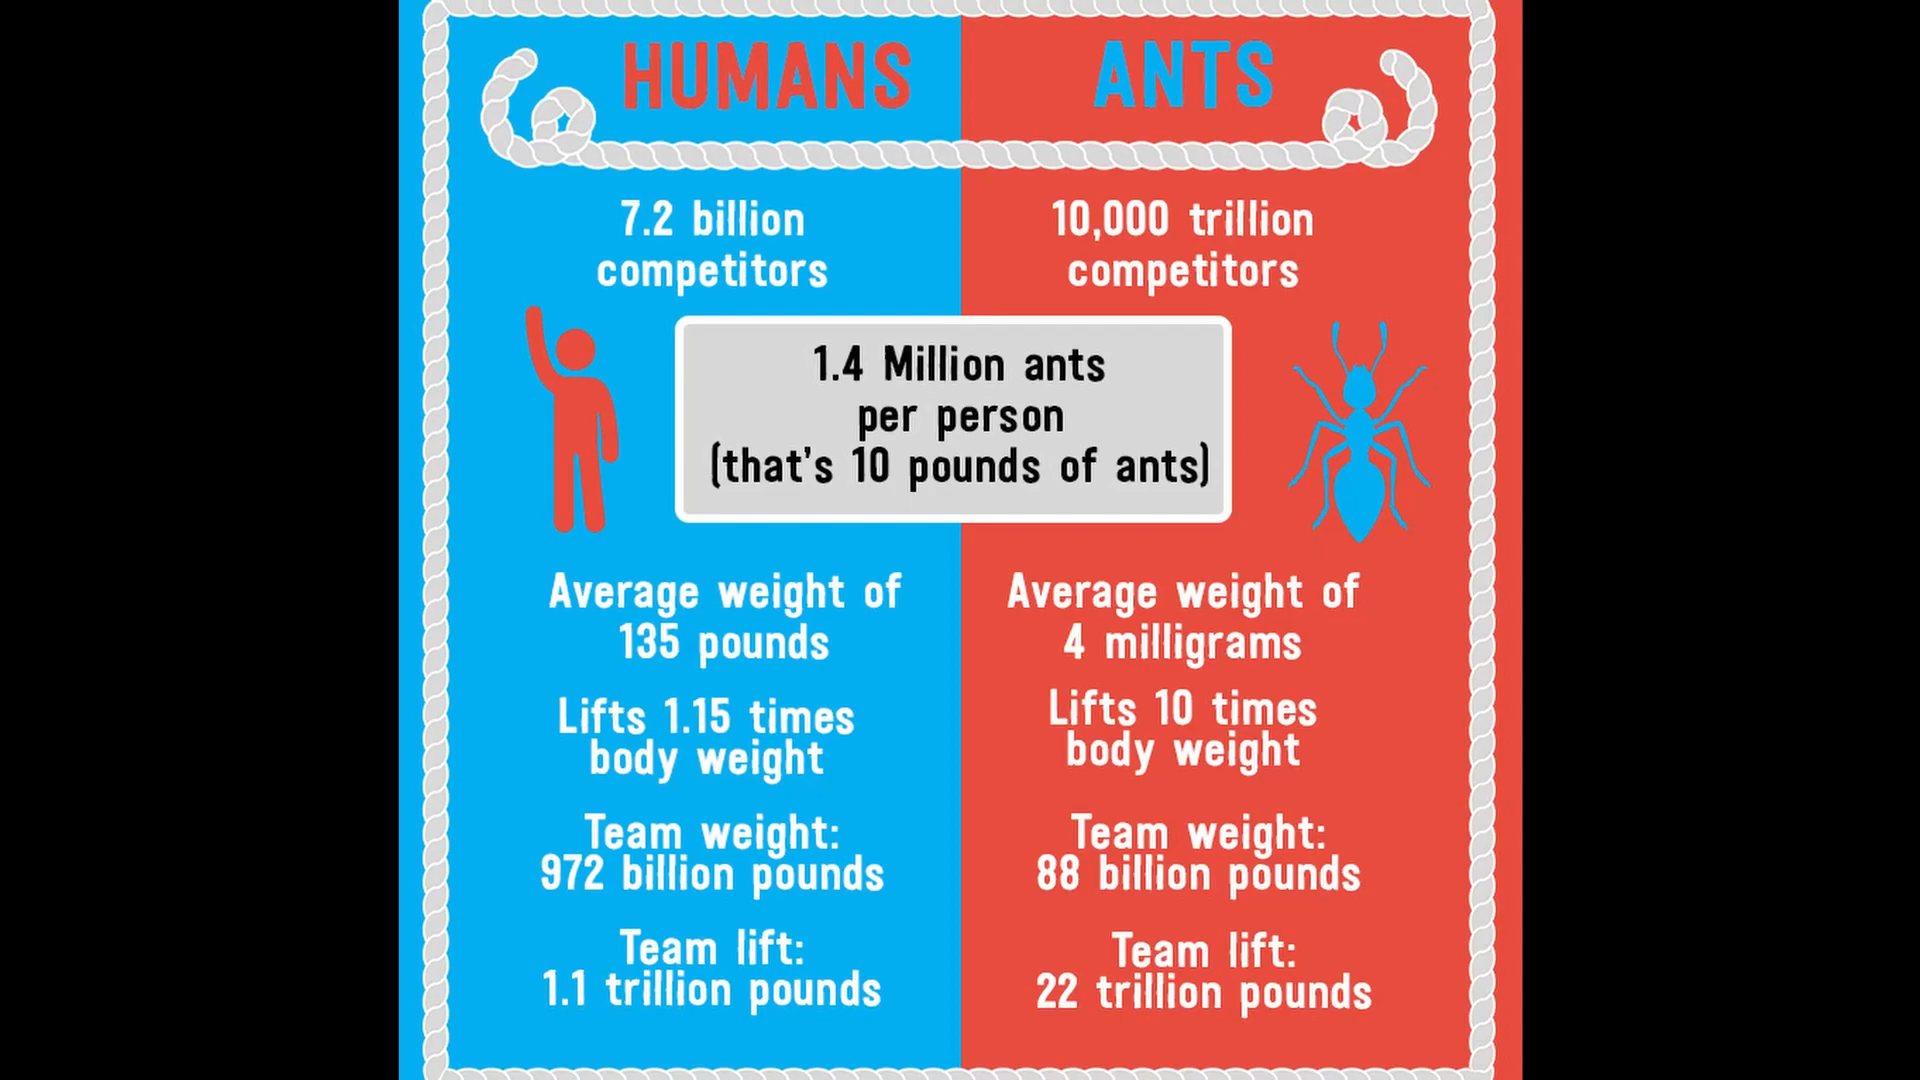 HUMANS
ANTS
7.2 billion
competitors
10,000 trillion
competitors
1.4 Million ants
per person
(that's 10 pounds of ants)
Average weight of
135 pounds
Lifts 1.15 times
body weight
Team weight:
972 billion pounds
Team lift:
1.1 trillion pounds
Average weight of
4 milligrams
Lifts 10 times
body weight
Team weight:
88 billion pounds
Team lift:
22 trillion pounds